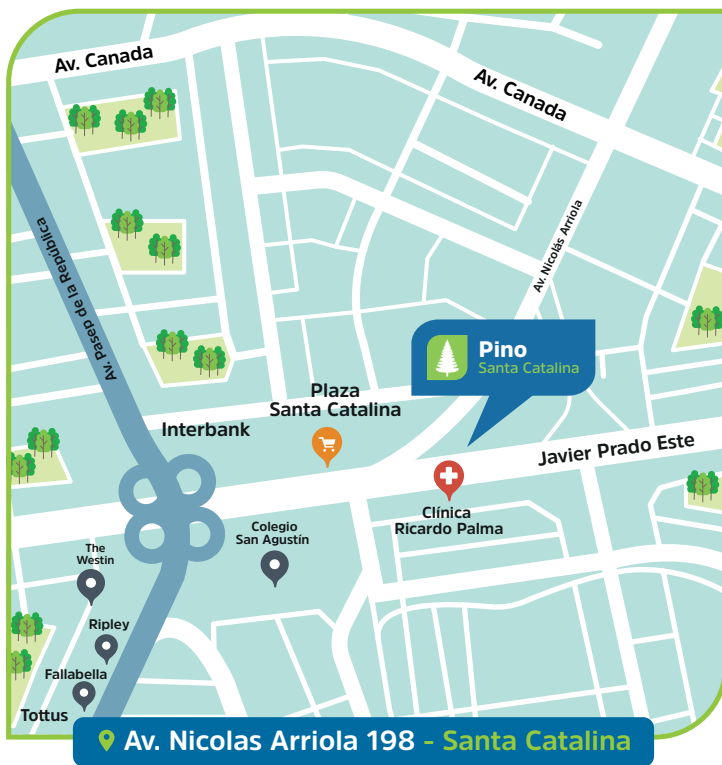 Av. Canada
Av. Canada
Av. Nicolás Arriola
Av. Pasep de la República
Pino
Santa Catalina
Plaza
Santa Catalina
Interbank
Javier Prado Este
Clínica
Ricardo Palma
Colegio
San Agustín
The
Westin
Ripley
Fallabella
Tottus
Av. Nicolas Arriola 198 - Santa Catalina